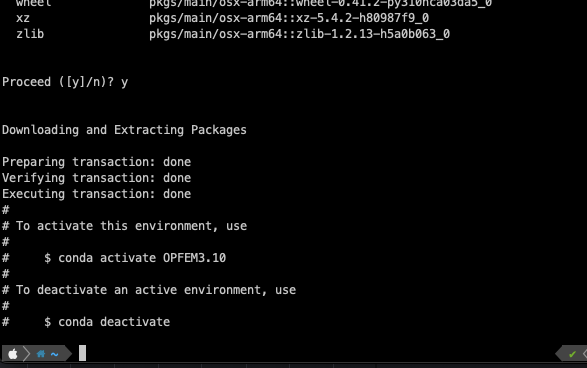 wheel pkgs/main/osx-arm64::wheel-0.41.2-py310hca03da5_0
xz pkgs/main/osx-arm64::xz-5.4.2-h80987f9_0
zlib pkgs/main/osx-arm64::zlib-1.2.13-h5a0b063_0
Proceed ([y]/n)? y
Downloading and Extracting Packages
Preparing transaction: done
Verifying transaction: done
Executing transaction: done
#
# To activate this environment, use
#
#     $ conda activate OPFEM3.10
#
# To deactivate an active environment, use
#
#     $ conda deactivate
~